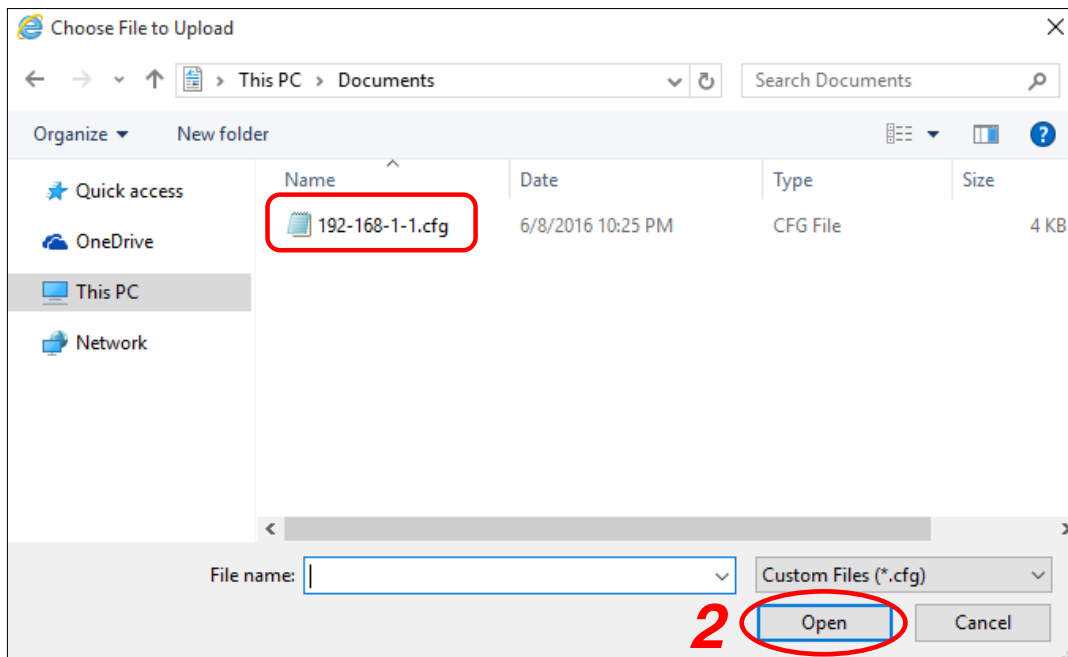 Choose File to Upload
This PC > Documents
Search Documents
Organize
New folder
Name
Date
Type
Size
Quick access
192-168-1-1.cfg
6/8/2016 10:25 PM
CFG File
4 KB
OneDrive
This PC
Network
File name:
Custom Files (*.cfg)
2
Open
Cancel